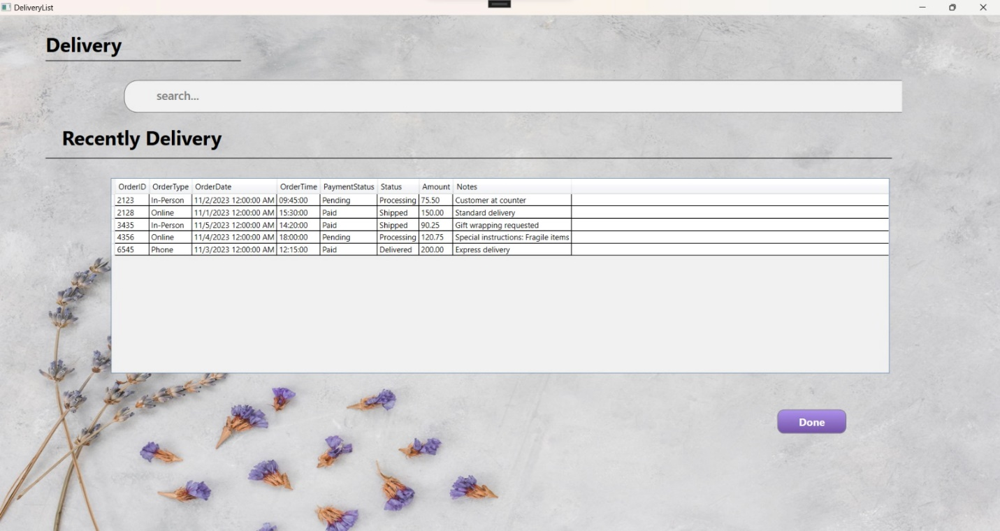 DeliveryList
Delivery
search...
Recently Delivery
OrderID OrderType OrderDate OrderTime PaymentStatus Status Amount Notes
2123 In-Person 11/2/2023 12:00:00 AM 09:45:00 Pending Processing 75.50 Customer at counter
2128 Online 11/1/2023 12:00:00 AM 15:30:00 Paid Shipped 150.00 Standard delivery
3435 In-Person 11/5/2023 12:00:00 AM 14:20:00 Paid Shipped 90.25 Gift wrapping requested
4356 Online 11/4/2023 12:00:00 AM 18:00:00 Pending Processing 120.75 Special instructions: Fragile items
6545 Phone 11/3/2023 12:00:00 AM 12:15:00 Paid Delivered 200.00 Express delivery
Done